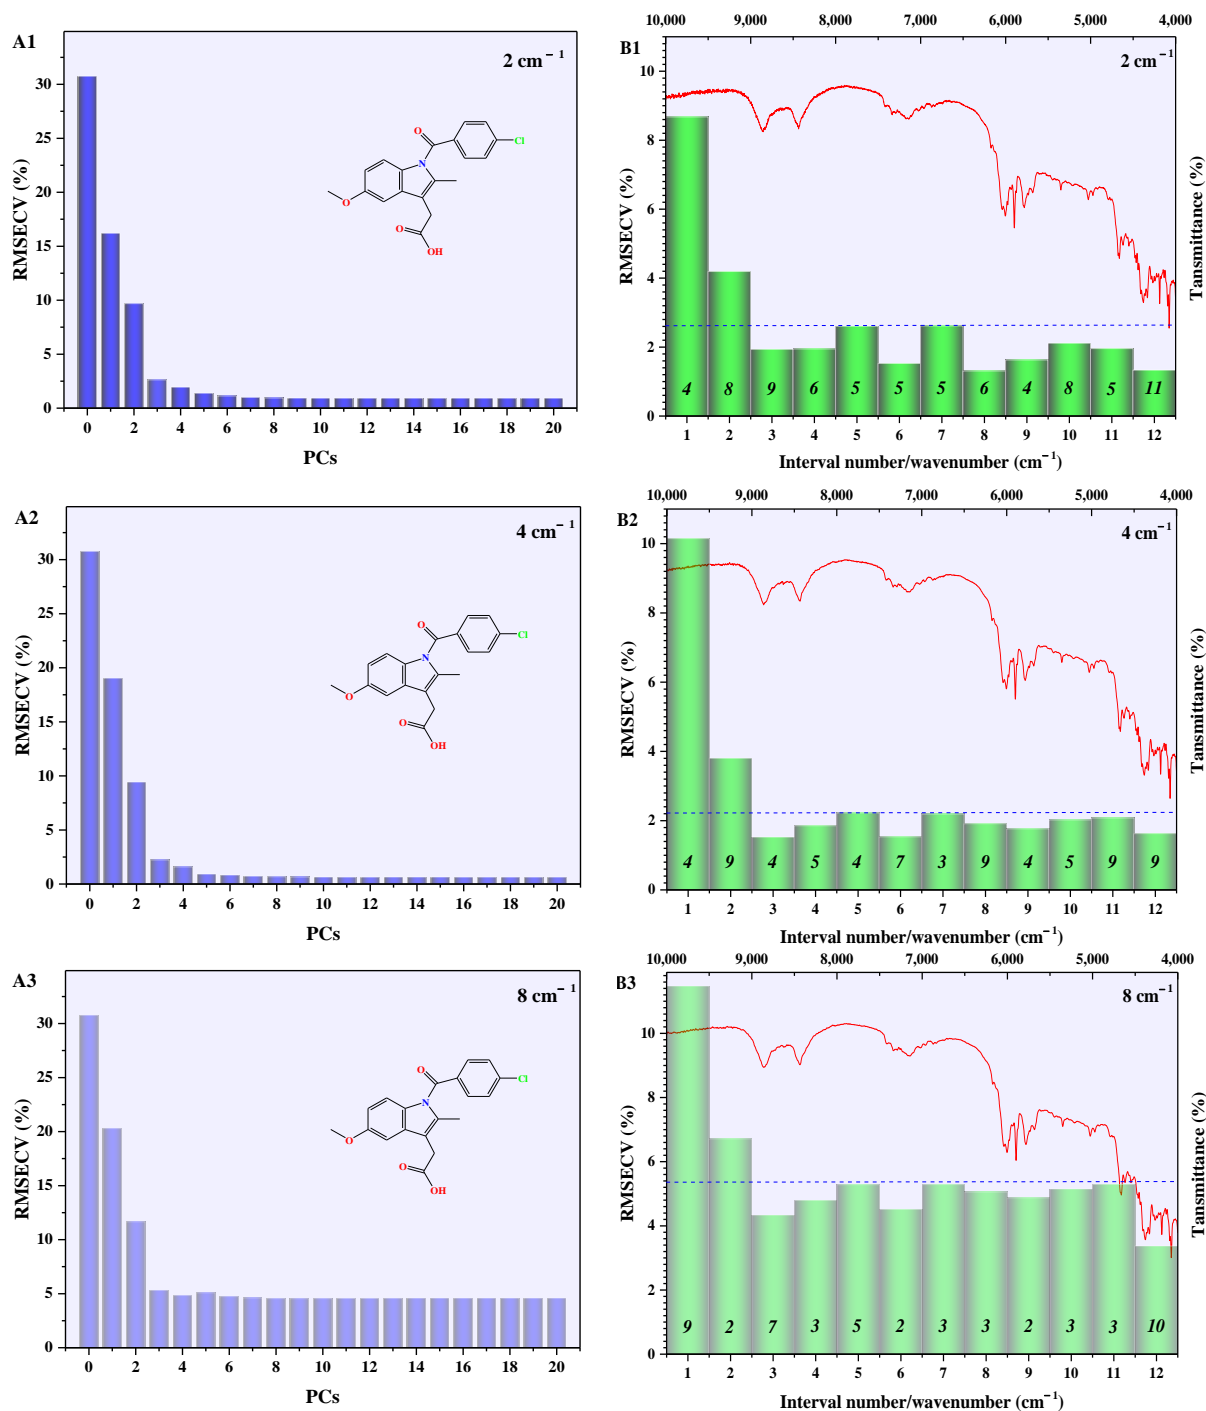 A1
2 cm⁻¹
RMSECV (%)
30
25
20
15
10
5
0
0 2 4 6 8 10 12 14 16 18 20
PCs
O
Cl
N
O
O
OH
10,000 9,000 8,000 7,000 6,000 5,000 4,000
B1
2 cm⁻¹
RMSECV (%)
Tansmittance (%)
10
8
6
4
2
0
4 8 9 6 5 5 5 6 4 8 5 11
1 2 3 4 5 6 7 8 9 10 11 12
Interval number/wavenumber (cm⁻¹)
A2
4 cm⁻¹
RMSECV (%)
30
25
20
15
10
5
0
0 2 4 6 8 10 12 14 16 18 20
PCs
O
Cl
N
O
O
OH
10,000 9,000 8,000 7,000 6,000 5,000 4,000
B2
4 cm⁻¹
RMSECV (%)
Tansmittance (%)
10
8
6
4
2
0
4 9 4 5 4 7 3 9 4 5 9 9
1 2 3 4 5 6 7 8 9 10 11 12
Interval number/wavenumber (cm⁻¹)
A3
8 cm⁻¹
RMSECV (%)
30
25
20
15
10
5
0
0 2 4 6 8 10 12 14 16 18 20
PCs
O
Cl
N
O
O
OH
10,000 9,000 8,000 7,000 6,000 5,000 4,000
B3
8 cm⁻¹
RMSECV (%)
Tansmittance (%)
10
8
6
4
2
0
9 2 7 3 5 2 3 3 2 3 3 10
1 2 3 4 5 6 7 8 9 10 11 12
Interval number/wavenumber (cm⁻¹)